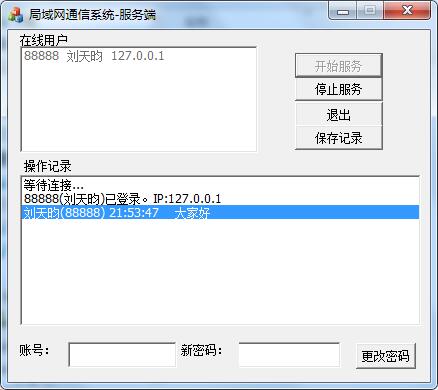 局域网通信系统-服务端
在线用户
88888 刘天昀 127.0.0.1
开始服务
停止服务
退出
保存记录
操作记录
等待连接...
88888(刘天昀)已登录。IP:127.0.0.1
刘天昀(88888) 21:53:47 大家好
账号： 新密码： 更改密码